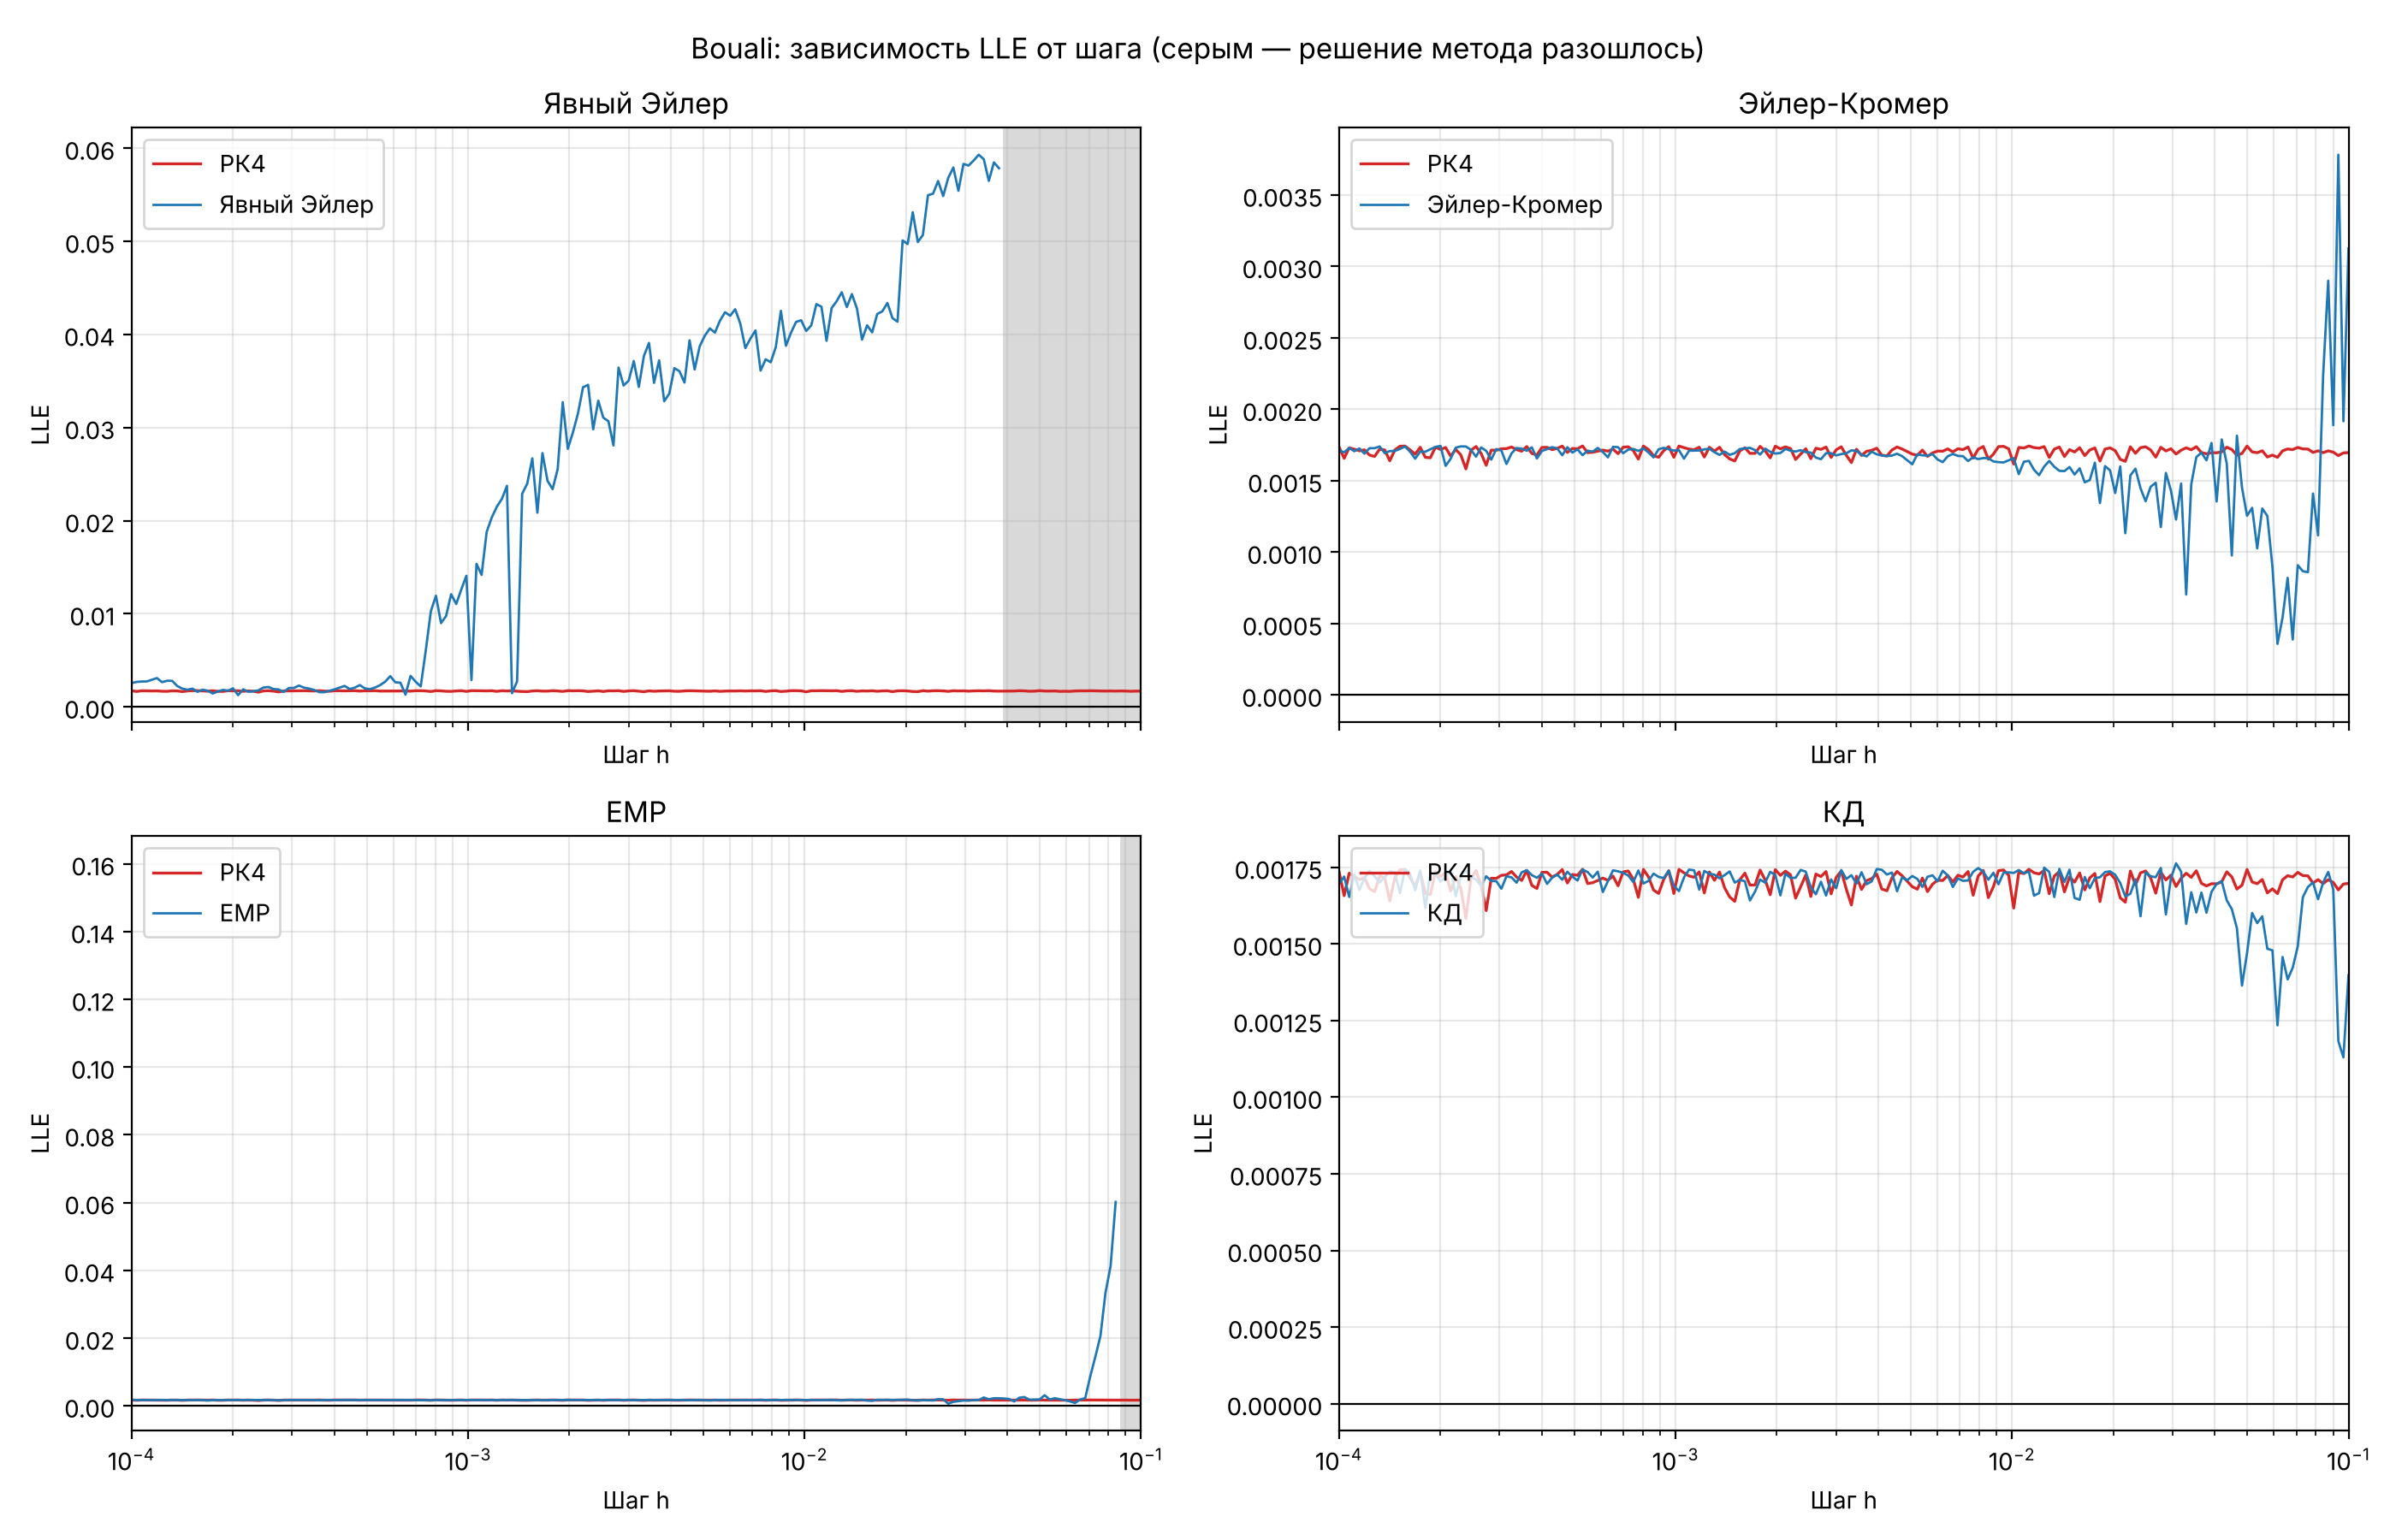 Bouali: зависимость LLE от шага (серым — решение метода разошлось)
Явный Эйлер
РК4
Явный Эйлер
0.06
0.05
0.04
0.03
0.02
0.01
0.00
LLE
Шаг h
Эйлер-Кромер
РК4
Эйлер-Кромер
0.0035
0.0030
0.0025
0.0020
0.0015
0.0010
0.0005
0.0000
LLE
Шаг h
EMP
РК4
EMP
0.16
0.14
0.12
0.10
0.08
0.06
0.04
0.02
0.00
LLE
10⁻⁴ 10⁻³ 10⁻² 10⁻¹
Шаг h
КД
РК4
КД
0.00175
0.00150
0.00125
0.00100
0.00075
0.00050
0.00025
0.00000
LLE
10⁻⁴ 10⁻³ 10⁻² 10⁻¹
Шаг h